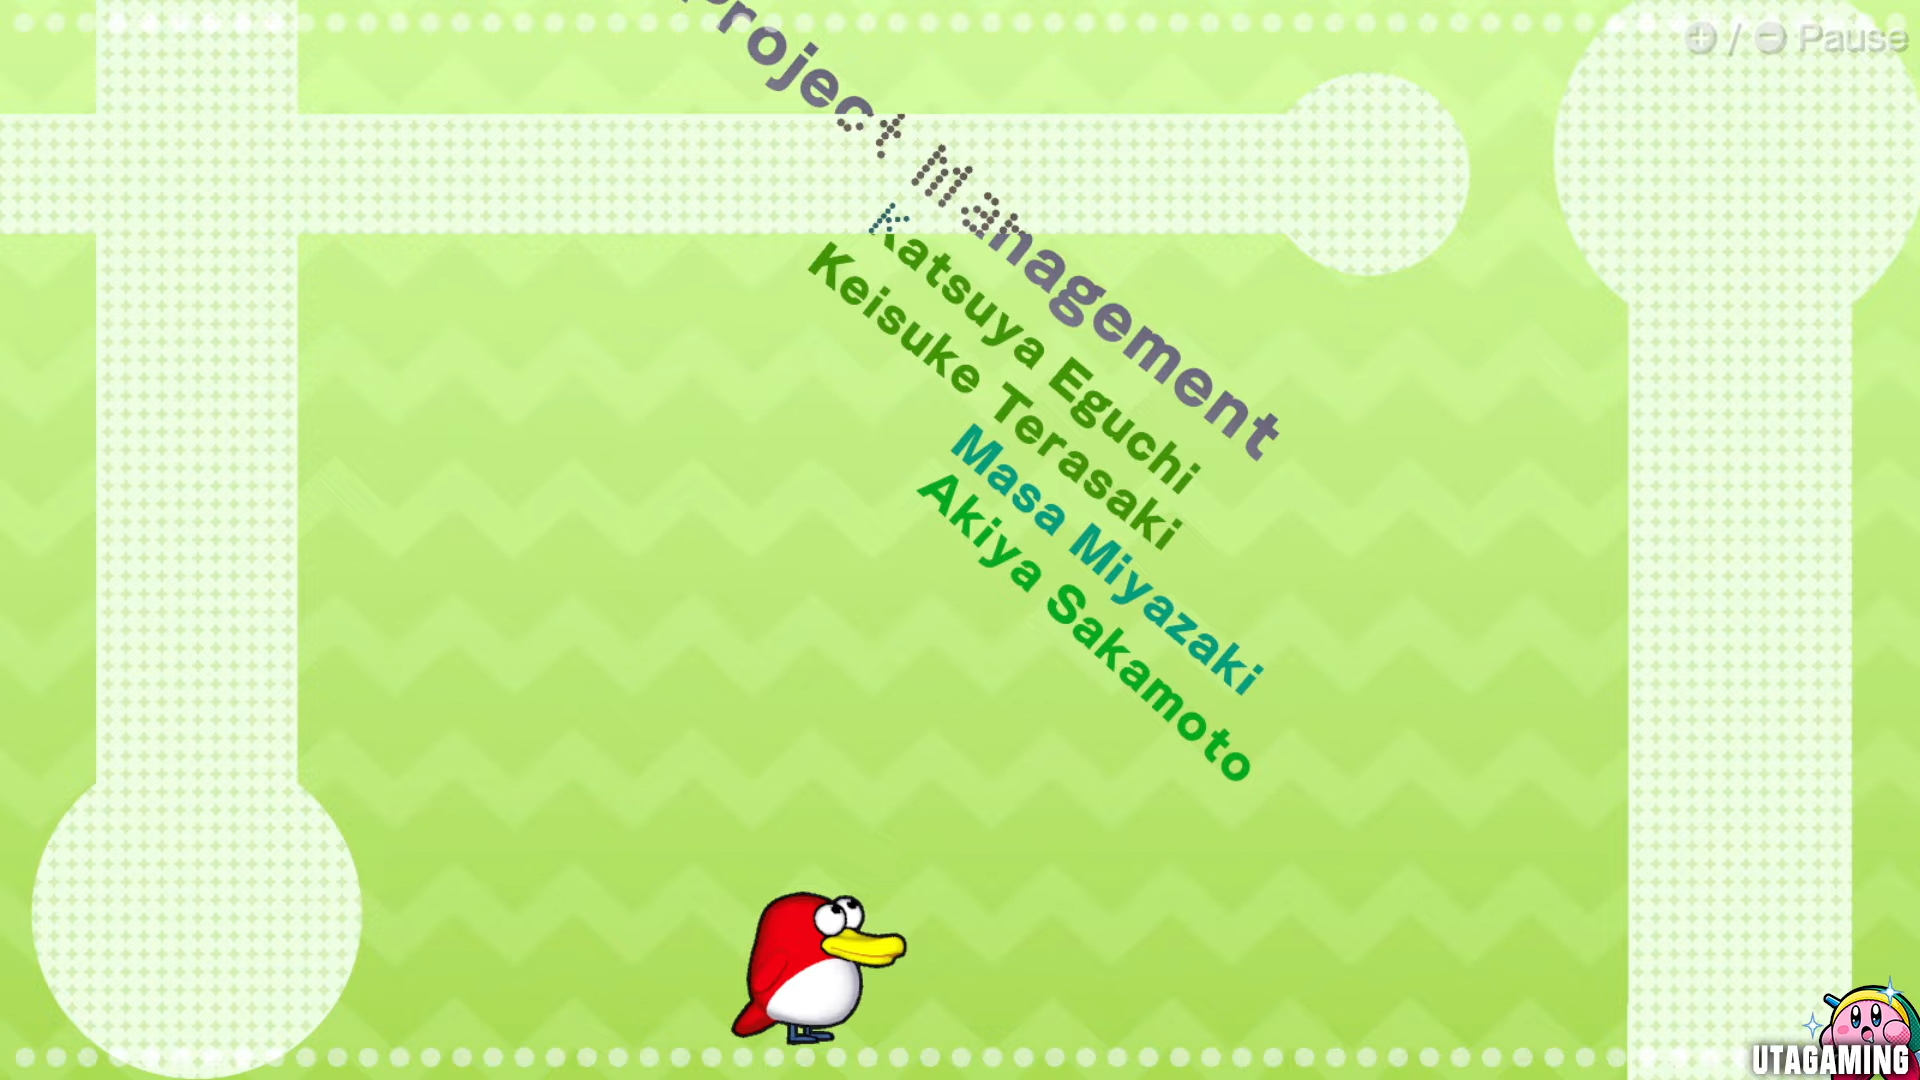 Project Management
Katsuya Eguchi
Keisuke Terasaki
Masa Miyazaki
Akiya Sakamoto
+ / - Pause
UTAGAMING